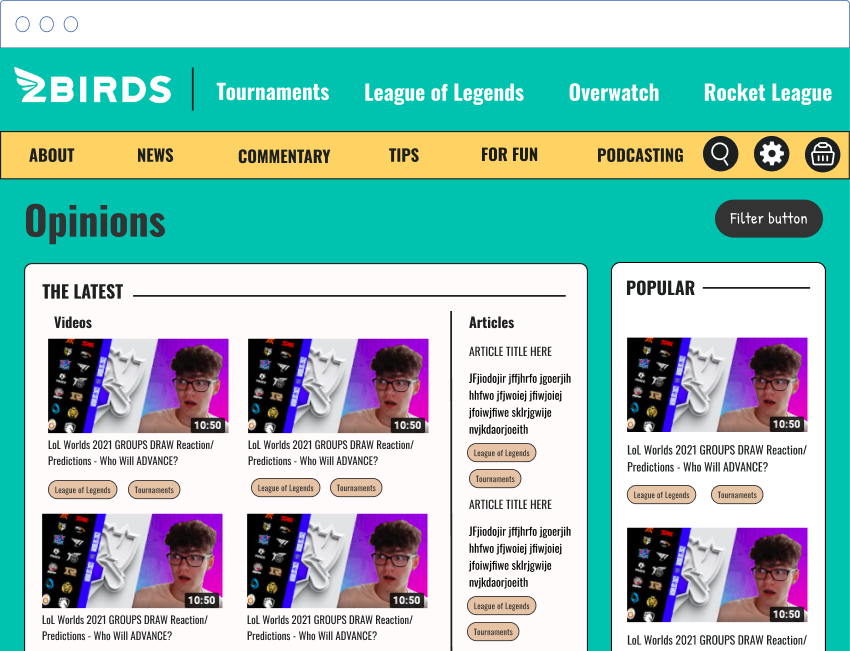 2BIRDS
Tournaments
League of Legends
Overwatch
Rocket League
ABOUT
NEWS
COMMENTARY
TIPS
FOR FUN
PODCASTING
Opinions
Filter button
THE LATEST
Videos
10:50
LoL Worlds 2021 GROUPS DRAW Reaction/
Predictions - Who Will ADVANCE?
League of Legends
Tournaments
10:50
LoL Worlds 2021 GROUPS DRAW Reaction/
Predictions - Who Will ADVANCE?
League of Legends
Tournaments
10:50
LoL Worlds 2021 GROUPS DRAW Reaction/
Predictions - Who Will ADVANCE?
10:50
LoL Worlds 2021 GROUPS DRAW Reaction/
Predictions - Who Will ADVANCE?
Articles
ARTICLE TITLE HERE
Jfjiodojir jffjhrfo jgoerjih
hhfwo jfjwoiej jfiwjoiej
jfoiwjfiwe sklrjgwije
nvjkdaorjoeith
League of Legends
Tournaments
ARTICLE TITLE HERE
Jfjiodojir jffjhrfo jgoerjih
hhfwo jfjwoiej jfiwjoiej
jfoiwjfiwe sklrjgwije
nvjkdaorjoeith
League of Legends
Tournaments
POPULAR
10:50
LoL Worlds 2021 GROUPS DRAW Reaction/
Predictions - Who Will ADVANCE?
League of Legends
Tournaments
10:50
LoL Worlds 2021 GROUPS DRAW Reaction/